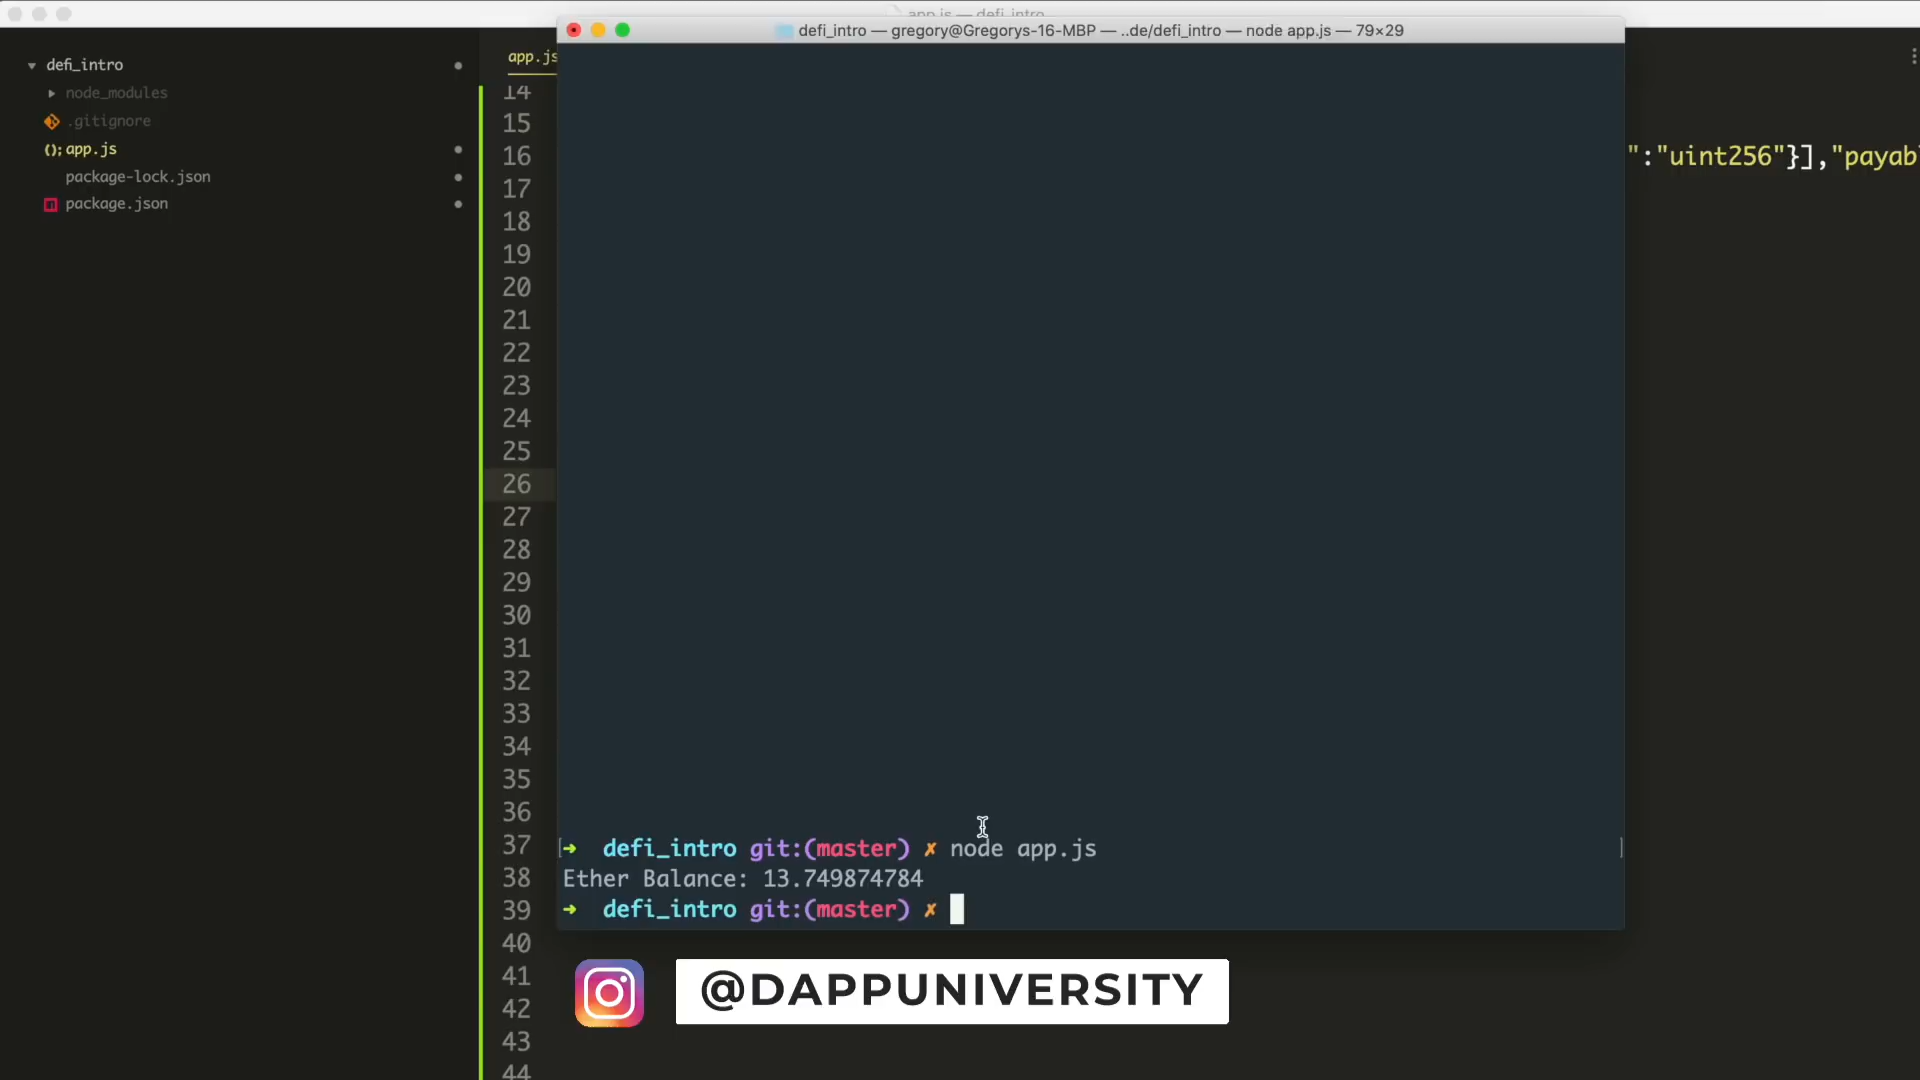 app.js — defi_intro
defi_intro — gregory@Gregorys-16-MBP — ..de/defi_intro — node app.js — 79×29
defi_intro
node_modules
.gitignore
app.js
package-lock.json
package.json
app.js
14
15
16
":"uint256"}],"payab
17
18
19
20
21
22
23
24
25
26
27
28
29
30
31
32
33
34
35
36
37
38
39
40
41
42
43
44
➜ defi_intro git:(master) ✗ node app.js
Ether Balance: 13.749874784
➜ defi_intro git:(master) ✗
@DAPPUNIVERSITY